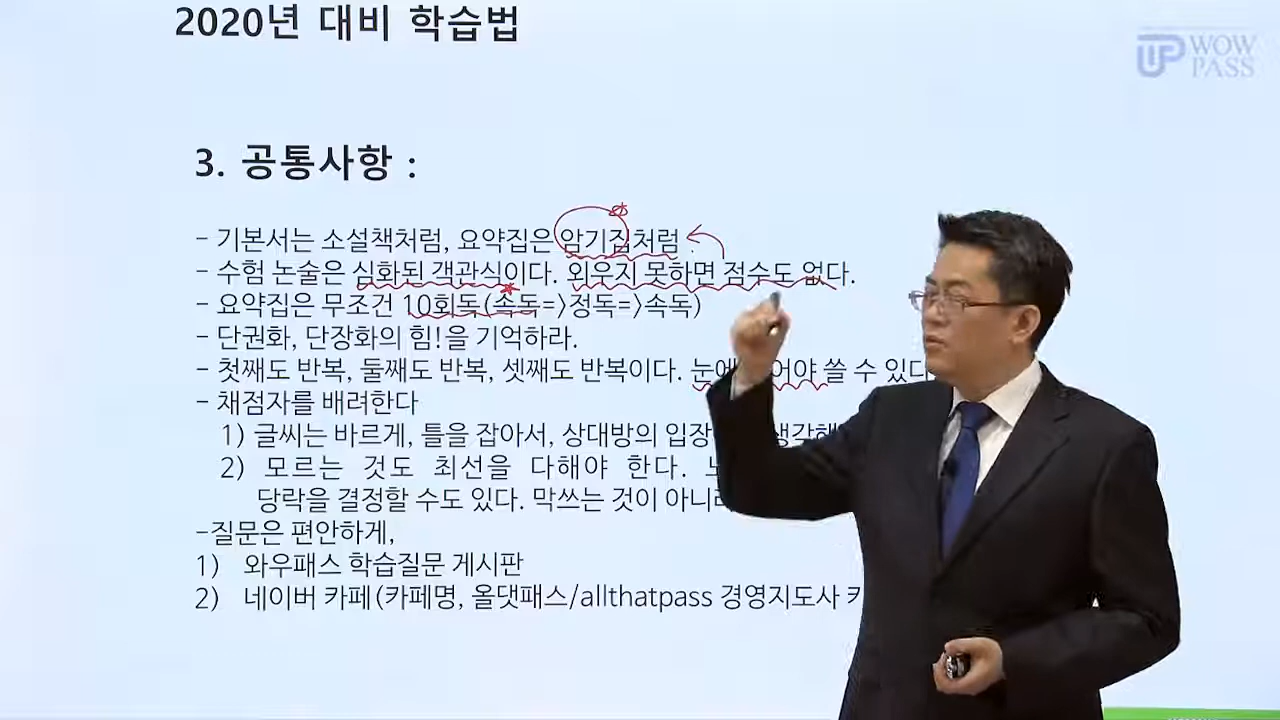 2020년 대비 학습법
WOW
PASS
3. 공통사항 :
- 기본서는 소설책처럼, 요약집은 암기집처럼
- 수험 논술은 심화된 객관식이다. 외우지 못하면 점수도 없다.
- 요약집은 무조건 10회독(속독=>정독=>속독)
- 단권화, 단장화의 힘!을 기억하라.
- 첫째도 반복, 둘째도 반복, 셋째도 반복이다. 쓸 수 있다
- 채점자를 배려한다
1) 글씨는 바르게, 틀을 잡아서, 상대방의
2) 모르는 것도 최선을 다해야 한다.
당락을 결정할 수도 있다. 막쓰는 것이
-질문은 편안하게,
1) 와우패스 학습질문 게시판
2) 네이버 카페(카페명, 올댓패스/allthatpass 경영지도사